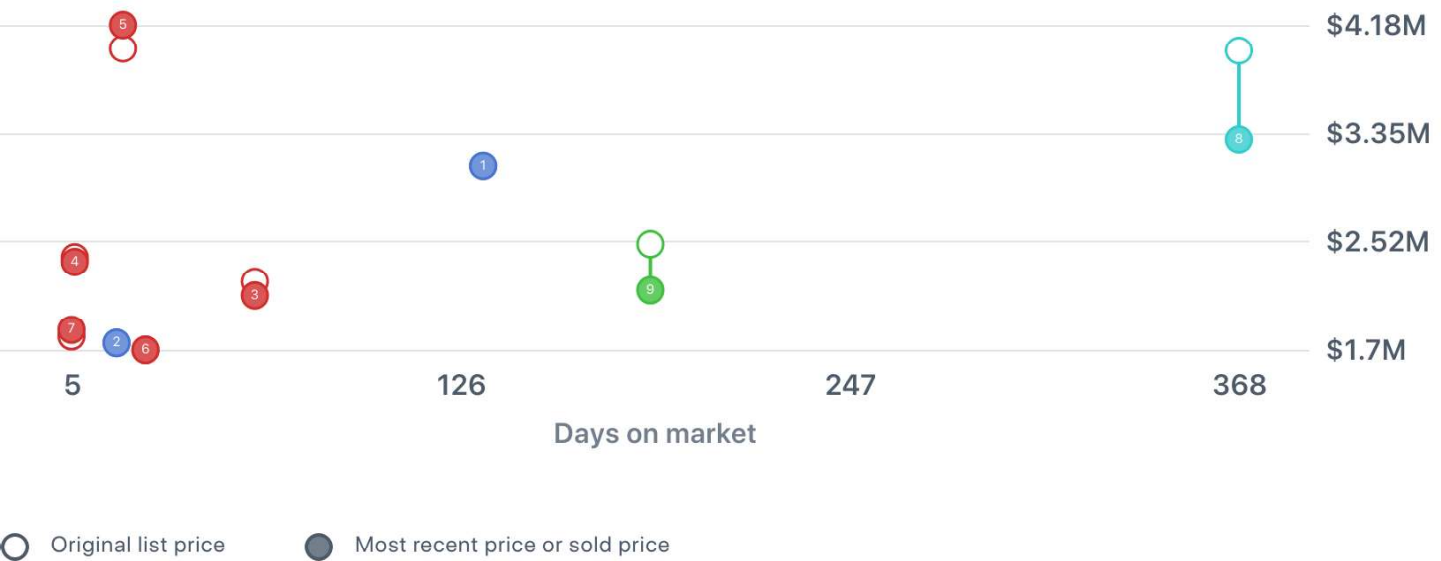 5
$4.18M
$3.35M
8
1
$2.52M
4
3
9
7
2
6
$1.7M
5
126
247
368
Days on market
Original list price
Most recent price or sold price